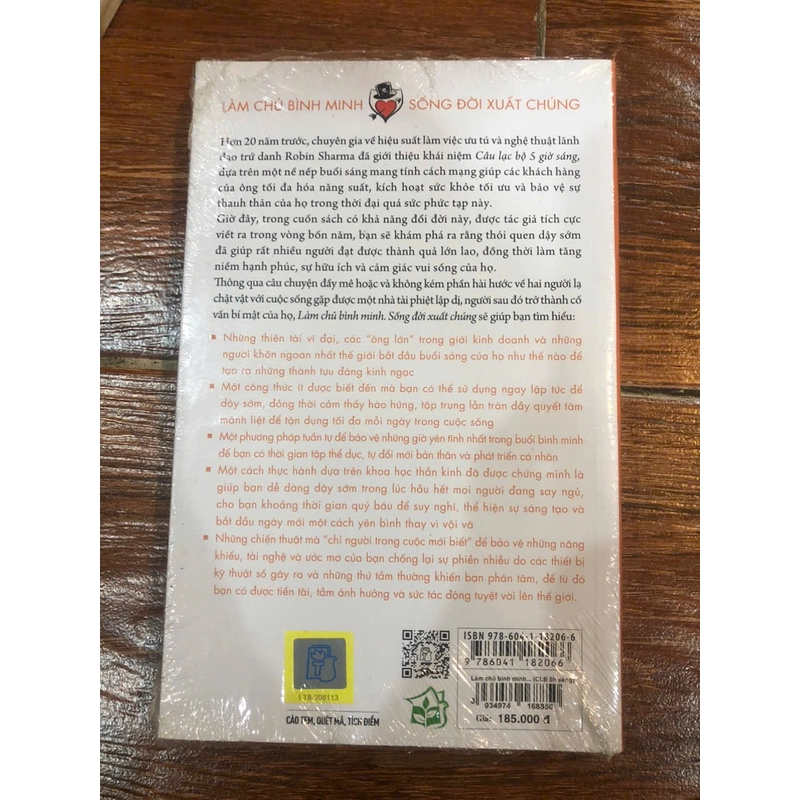 LÀM CHỦ BÌNH MINH SỐNG ĐỜI XUẤT CHÚNG
Hơn 20 năm trước, chuyên gia về hiệu suất làm việc ưu tú và nghệ thuật lãnh
đạo trứ danh Robin Sharma đã giới thiệu khái niệm Câu lạc bộ 5 giờ sáng,
dựa trên một nề nếp buổi sáng mang tính cách mạng giúp các khách hàng
của ông tối đa hóa năng suất, kích hoạt sức khỏe tối ưu và bảo vệ sự
thanh thản của họ trong thời đại quá sức phức tạp này.
Giờ đây, trong cuốn sách có khả năng đổi đời này, được tác giả tích cực
viết ra trong vòng bốn năm, bạn sẽ khám phá ra rằng thói quen dậy sớm
đã giúp rất nhiều người đạt được thành quả lớn lao, đồng thời làm tăng
niềm hạnh phúc, sự hữu ích và cảm giác vui sống của họ.
Thông qua câu chuyện đầy mê hoặc và không kém phần hài hước về hai người lạ
chật vật với cuộc sống gặp được một nhà tài phiệt lập dị, người sau đó trở thành cố
vấn bí mật của họ, Làm chủ bình minh. Sống đời xuất chúng sẽ giúp bạn tìm hiểu:
▪ Những thiên tài vĩ đại, các "ông lớn" trong giới kinh doanh và những
người khôn ngoan nhất thế giới bắt đầu buổi sáng của họ như thế nào để
tạo ra những thành tựu đáng kinh ngạc
▪ Một công thức ít được biết đến mà bạn có thể sử dụng ngay lập tức để
dậy sớm, đồng thời cảm thấy hào hứng, tập trung lẫn tràn đầy quyết tâm
mãnh liệt để tận dụng tối đa mỗi ngày trong cuộc sống
▪ Một phương pháp tuần tự để bảo vệ những giờ yên tĩnh nhất trong buổi bình minh
để bạn có thời gian tập thể dục, tự đổi mới bản thân và phát triển cá nhân
▪ Một cách thực hành dựa trên khoa học thần kinh đã được chứng minh là
giúp bạn dễ dàng dậy sớm trong lúc hầu hết mọi người đang say ngủ,
cho bạn khoảng thời gian quý báu để suy nghĩ, thể hiện sự sáng tạo và
bắt đầu ngày mới một cách yên bình thay vì vội vã
▪ Những chiến thuật mà "chỉ người trong cuộc mới biết" để bảo vệ những năng
khiếu, tài nghệ và ước mơ của bạn chống lại sự phiền nhiễu do các thiết bị
kỹ thuật số gây ra và những thứ tầm thường khiến bạn phân tâm, để từ đó
bạn có được tiền tài, tầm ảnh hưởng và sức tác động tuyệt vời lên thế giới.
ISBN 978-604-1-18206-6
9 786041 182066
Làm chủ bình minh... (CLB 5h sáng)
8 934974 168850
Giá: 185.000 đ
CÀO TEM, QUÉT MÃ, TÍCH ĐIỂM